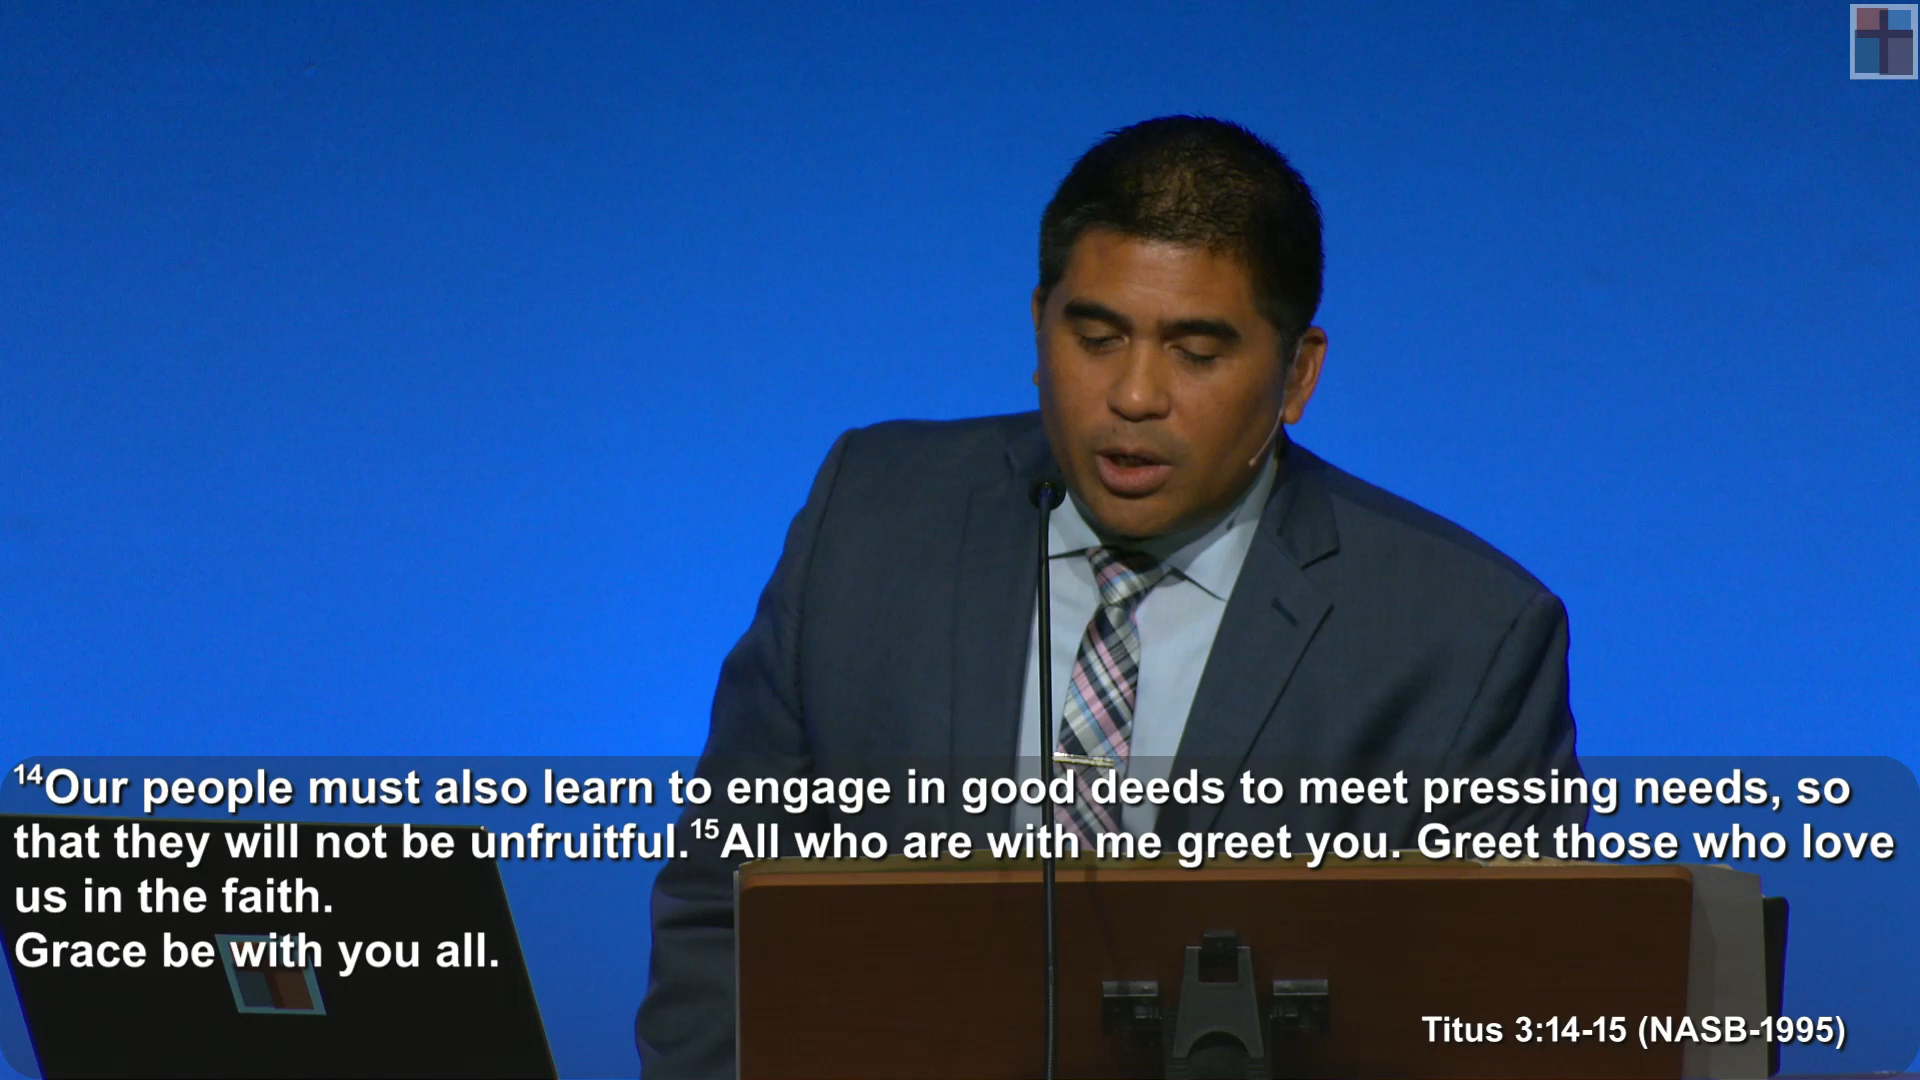 ¹⁴Our people must also learn to engage in good deeds to meet pressing needs, so
that they will not be unfruitful.¹⁵All who are with me greet you. Greet those who love
us in the faith.
Grace be with you all.
Titus 3:14-15 (NASB-1995)